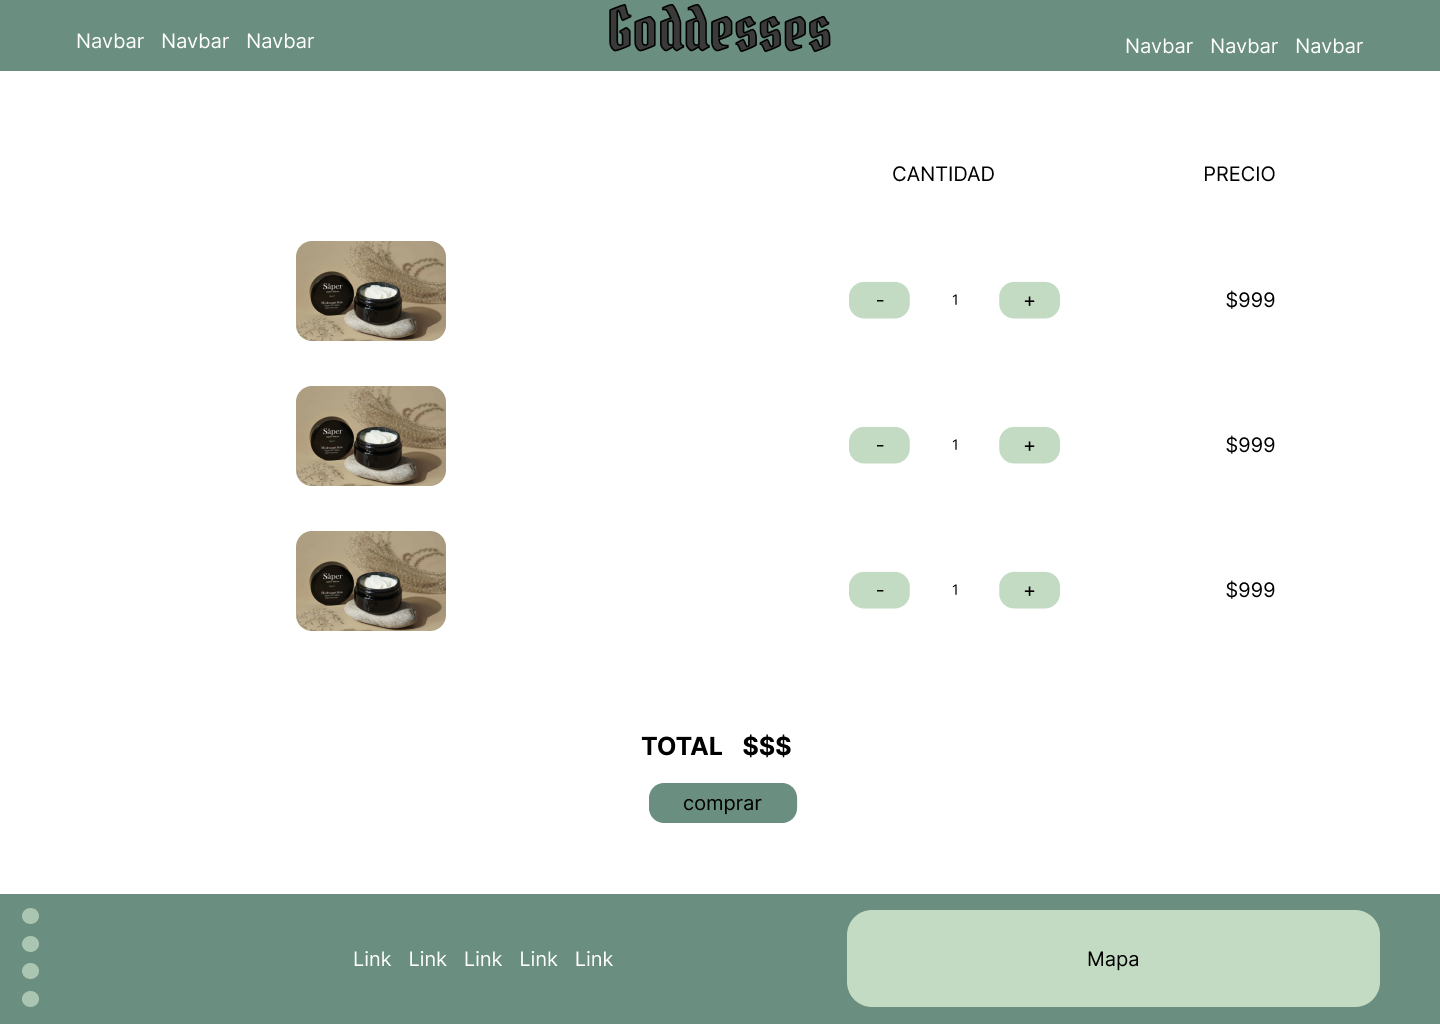 Navbar Navbar Navbar
Goddesses
Navbar Navbar Navbar
CANTIDAD PRECIO
Säper
- 1 + $999
Säper
- 1 + $999
Säper
- 1 + $999
TOTAL $$$
comprar
Link Link Link Link Link
Mapa